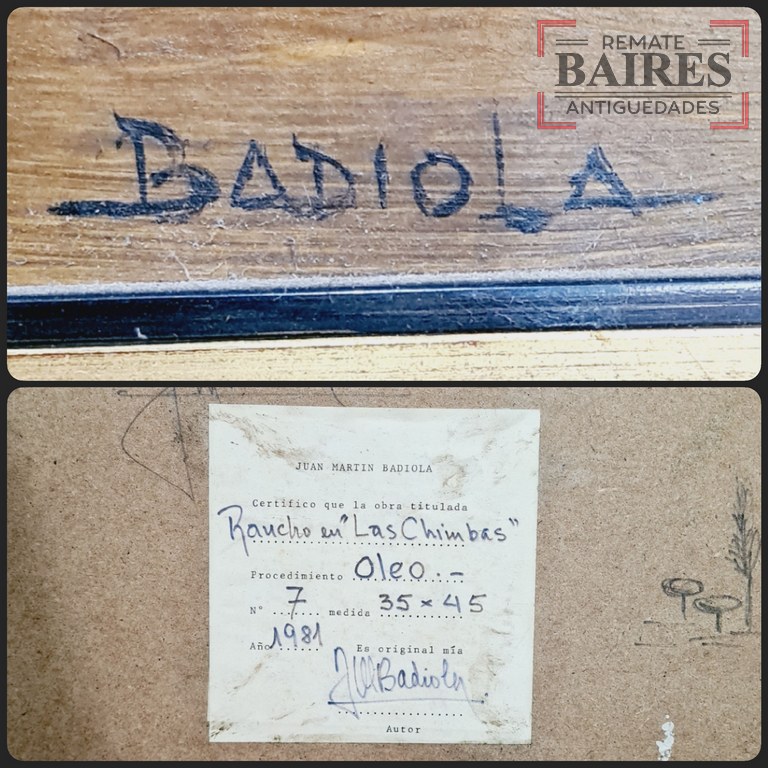 REMATE
BAIRES
ANTIGUEDADES
BADIOLA
JUAN MARTIN BADIOLA
Certifico que la obra titulada
Rancho en "Las Chimbas"
Procedimiento Oleo.-
N° 7 medida 35 x 45
Año 1981 Es original mía
JMBadiola
Autor